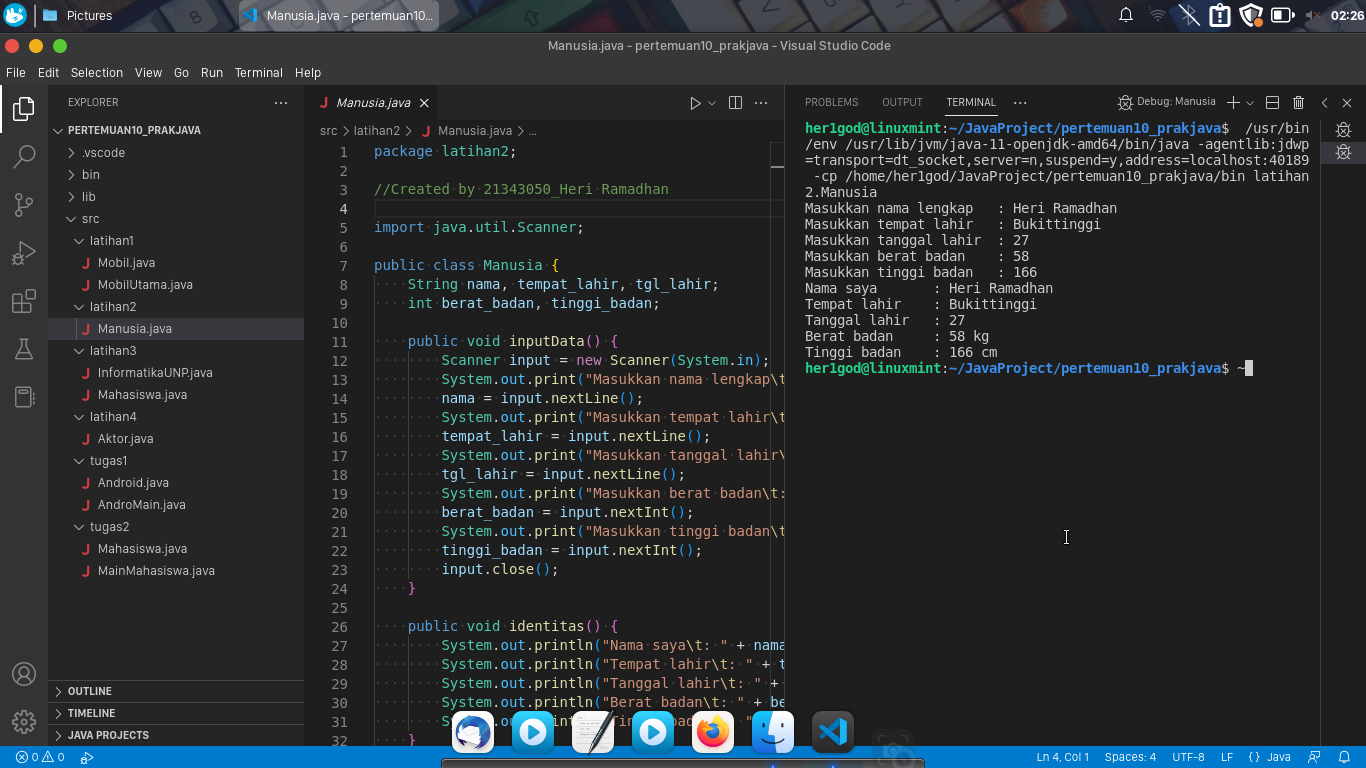 Pictures
Manusia.java - pertemuan10...
02:26
Manusia.java - pertemuan10_prakjava - Visual Studio Code
File Edit Selection View Go Run Terminal Help
EXPLORER
PERTEMUAN10_PRAKJAVA
.vscode
bin
lib
src
latihan1
Mobil.java
MobilUtama.java
latihan2
Manusia.java
latihan3
InformatikaUNP.java
Mahasiswa.java
latihan4
Aktor.java
tugas1
Android.java
AndroMain.java
tugas2
Mahasiswa.java
MainMahasiswa.java
OUTLINE
TIMELINE
JAVA PROJECTS
Manusia.java
src > latihan2 > Manusia.java > ...
1 package latihan2;
2
3 //Created by 21343050_Heri Ramadhan
4
5 import java.util.Scanner;
6
7 public class Manusia {
8 String nama, tempat_lahir, tgl_lahir;
9 int berat_badan, tinggi_badan;
10
11 public void inputData() {
12 Scanner input = new Scanner(System.in);
13 System.out.print("Masukkan nama lengkap\t
14 nama = input.nextLine();
15 System.out.print("Masukkan tempat lahir\t
16 tempat_lahir = input.nextLine();
17 System.out.print("Masukkan tanggal lahir\
18 tgl_lahir = input.nextLine();
19 System.out.print("Masukkan berat badan\t:
20 berat_badan = input.nextInt();
21 System.out.print("Masukkan tinggi badan\t
22 tinggi_badan = input.nextInt();
23 input.close();
24 }
25
26 public void identitas() {
27 System.out.println("Nama saya\t: " + nama
28 System.out.println("Tempat lahir\t: " + t
29 System.out.println("Tanggal lahir\t: " +
30 System.out.println("Berat badan\t: " + be
31
32 }
PROBLEMS OUTPUT TERMINAL ... Debug: Manusia
her1god@linuxmint:~/JavaProject/pertemuan10_prakjava$ /usr/bin
/env /usr/lib/jvm/java-11-openjdk-amd64/bin/java -agentlib:jdwp
=transport=dt_socket,server=n,suspend=y,address=localhost:40189
-cp /home/her1god/JavaProject/pertemuan10_prakjava/bin latihan
2.Manusia
Masukkan nama lengkap : Heri Ramadhan
Masukkan tempat lahir : Bukittinggi
Masukkan tanggal lahir : 27
Masukkan berat badan : 58
Masukkan tinggi badan : 166
Nama saya : Heri Ramadhan
Tempat lahir : Bukittinggi
Tanggal lahir : 27
Berat badan : 58 kg
Tinggi badan : 166 cm
her1god@linuxmint:~/JavaProject/pertemuan10_prakjava$ ~
0 0
Ln 4, Col 1 Spaces: 4 UTF-8 LF {} Java